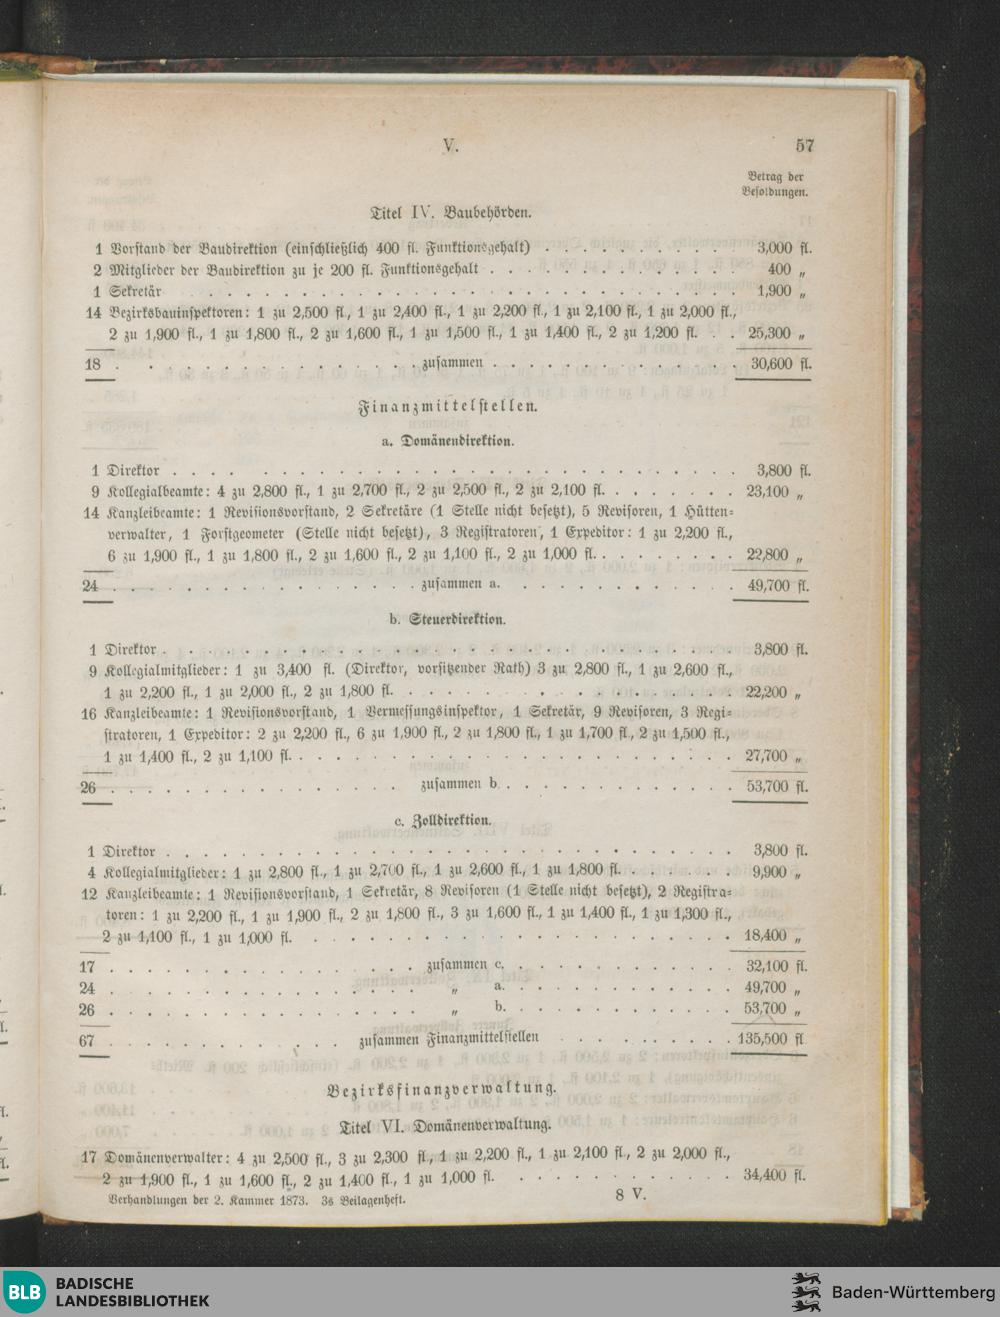 V.
57
Betrag der
Besoldungen.
Titel IV. Baubehörden.
1 Vorstand der Baudirektion (einschließlich 400 fl. Funktionsgehalt) . . . . . . . . . . 3,000 fl.
2 Mitglieder der Baudirektion zu je 200 fl. Funktionsgehalt . . . . . . . . . . . . . 400 „
1 Sekretär . . . . . . . . . . . . . . . . . . . . . . . . . . . . 1,900 „
14 Bezirksbauinspektoren: 1 zu 2,500 fl., 1 zu 2,400 fl., 1 zu 2,200 fl., 1 zu 2,100 fl., 1 zu 2,000 fl.,
2 zu 1,900 fl., 1 zu 1,800 fl., 2 zu 1,600 fl., 1 zu 1,500 fl., 1 zu 1,400 fl., 2 zu 1,200 fl. . . 25,300 „
18 . . . . . . . . . . . . . . . zusammen . . . . . . . . . . . . 30,600 fl.
Finanzmittelstellen.
a. Domänendirektion.
1 Direktor . . . . . . . . . . . . . . . . . . . . . . . . . . . . 3,800 fl.
9 Kollegialbeamte: 4 zu 2,800 fl., 1 zu 2,700 fl., 2 zu 2,500 fl., 2 zu 2,100 fl. . . . . . . . 23,100 „
14 Kanzleibeamte: 1 Revisionsvorstand, 2 Sekretäre (1 Stelle nicht besetzt), 5 Revisoren, 1 Hütten-
verwalter, 1 Forstgeometer (Stelle nicht besetzt), 3 Registratoren, 1 Expeditor: 1 zu 2,200 fl.,
6 zu 1,900 fl., 1 zu 1,800 fl., 2 zu 1,600 fl., 2 zu 1,100 fl., 2 zu 1,000 fl. . . . . . . . 22,800 „
24 . . . . . . . . . . . . . . . zusammen a. . . . . . . . . . . . 49,700 fl.
b. Steuerdirektion.
1 Direktor . . . . . . . . . . . . . . . . . . . . . . . . . . . . 3,800 fl.
9 Kollegialmitglieder: 1 zu 3,400 fl. (Direktor, vorsitzender Rath) 3 zu 2,800 fl., 1 zu 2,600 fl.,
1 zu 2,200 fl., 1 zu 2,000 fl., 2 zu 1,800 fl. . . . . . . . . . . . . . . . . . 22,200 „
16 Kanzleibeamte: 1 Revisionsvorstand, 1 Vermessungsinspektor, 1 Sekretär, 9 Revisoren, 3 Regi-
stratoren, 1 Expeditor: 2 zu 2,200 fl., 6 zu 1,900 fl., 2 zu 1,800 fl., 1 zu 1,700 fl., 2 zu 1,500 fl.,
1 zu 1,400 fl., 2 zu 1,100 fl. . . . . . . . . . . . . . . . . . . . . . . 27,700 „
26 . . . . . . . . . . . . . . . zusammen b. . . . . . . . . . . . 53,700 fl.
c. Zolldirektion.
1 Direktor . . . . . . . . . . . . . . . . . . . . . . . . . . . . 3,800 fl.
4 Kollegialmitglieder: 1 zu 2,800 fl., 1 zu 2,700 fl., 1 zu 2,600 fl., 1 zu 1,800 fl. . . . . . . 9,900 „
12 Kanzleibeamte: 1 Revisionsvorstand, 1 Sekretär, 8 Revisoren (1 Stelle nicht besetzt), 2 Registra-
toren: 1 zu 2,200 fl., 1 zu 1,900 fl., 2 zu 1,800 fl., 3 zu 1,600 fl., 1 zu 1,400 fl., 1 zu 1,300 fl.,
2 zu 1,100 fl., 1 zu 1,000 fl. . . . . . . . . . . . . . . . . . . . . . . 18,400 „
17 . . . . . . . . . . . . . . . zusammen c. . . . . . . . . . . . 32,100 fl.
24 . . . . . . . . . . . . . . . „ a. . . . . . . . . . . . 49,700 „
26 . . . . . . . . . . . . . . . „ b. . . . . . . . . . . . 53,700 „
67 . . . . . . . . . . . . zusammen Finanzmittelstellen . . . . . . . . . 135,500 fl.
Bezirksfinanzverwaltung.
Titel VI. Domänenverwaltung.
17 Domänenverwalter: 4 zu 2,500 fl., 3 zu 2,300 fl., 1 zu 2,200 fl., 1 zu 2,100 fl., 2 zu 2,000 fl.,
2 zu 1,900 fl., 1 zu 1,600 fl., 2 zu 1,400 fl., 1 zu 1,000 fl. . . . . . . . . . . . . 34,400 fl.
Verhandlungen der 2. Kammer 1873. 3s Beilagenheft.
8 V.
BLB
BADISCHE
LANDESBIBLIOTHEK
Baden-Württemberg